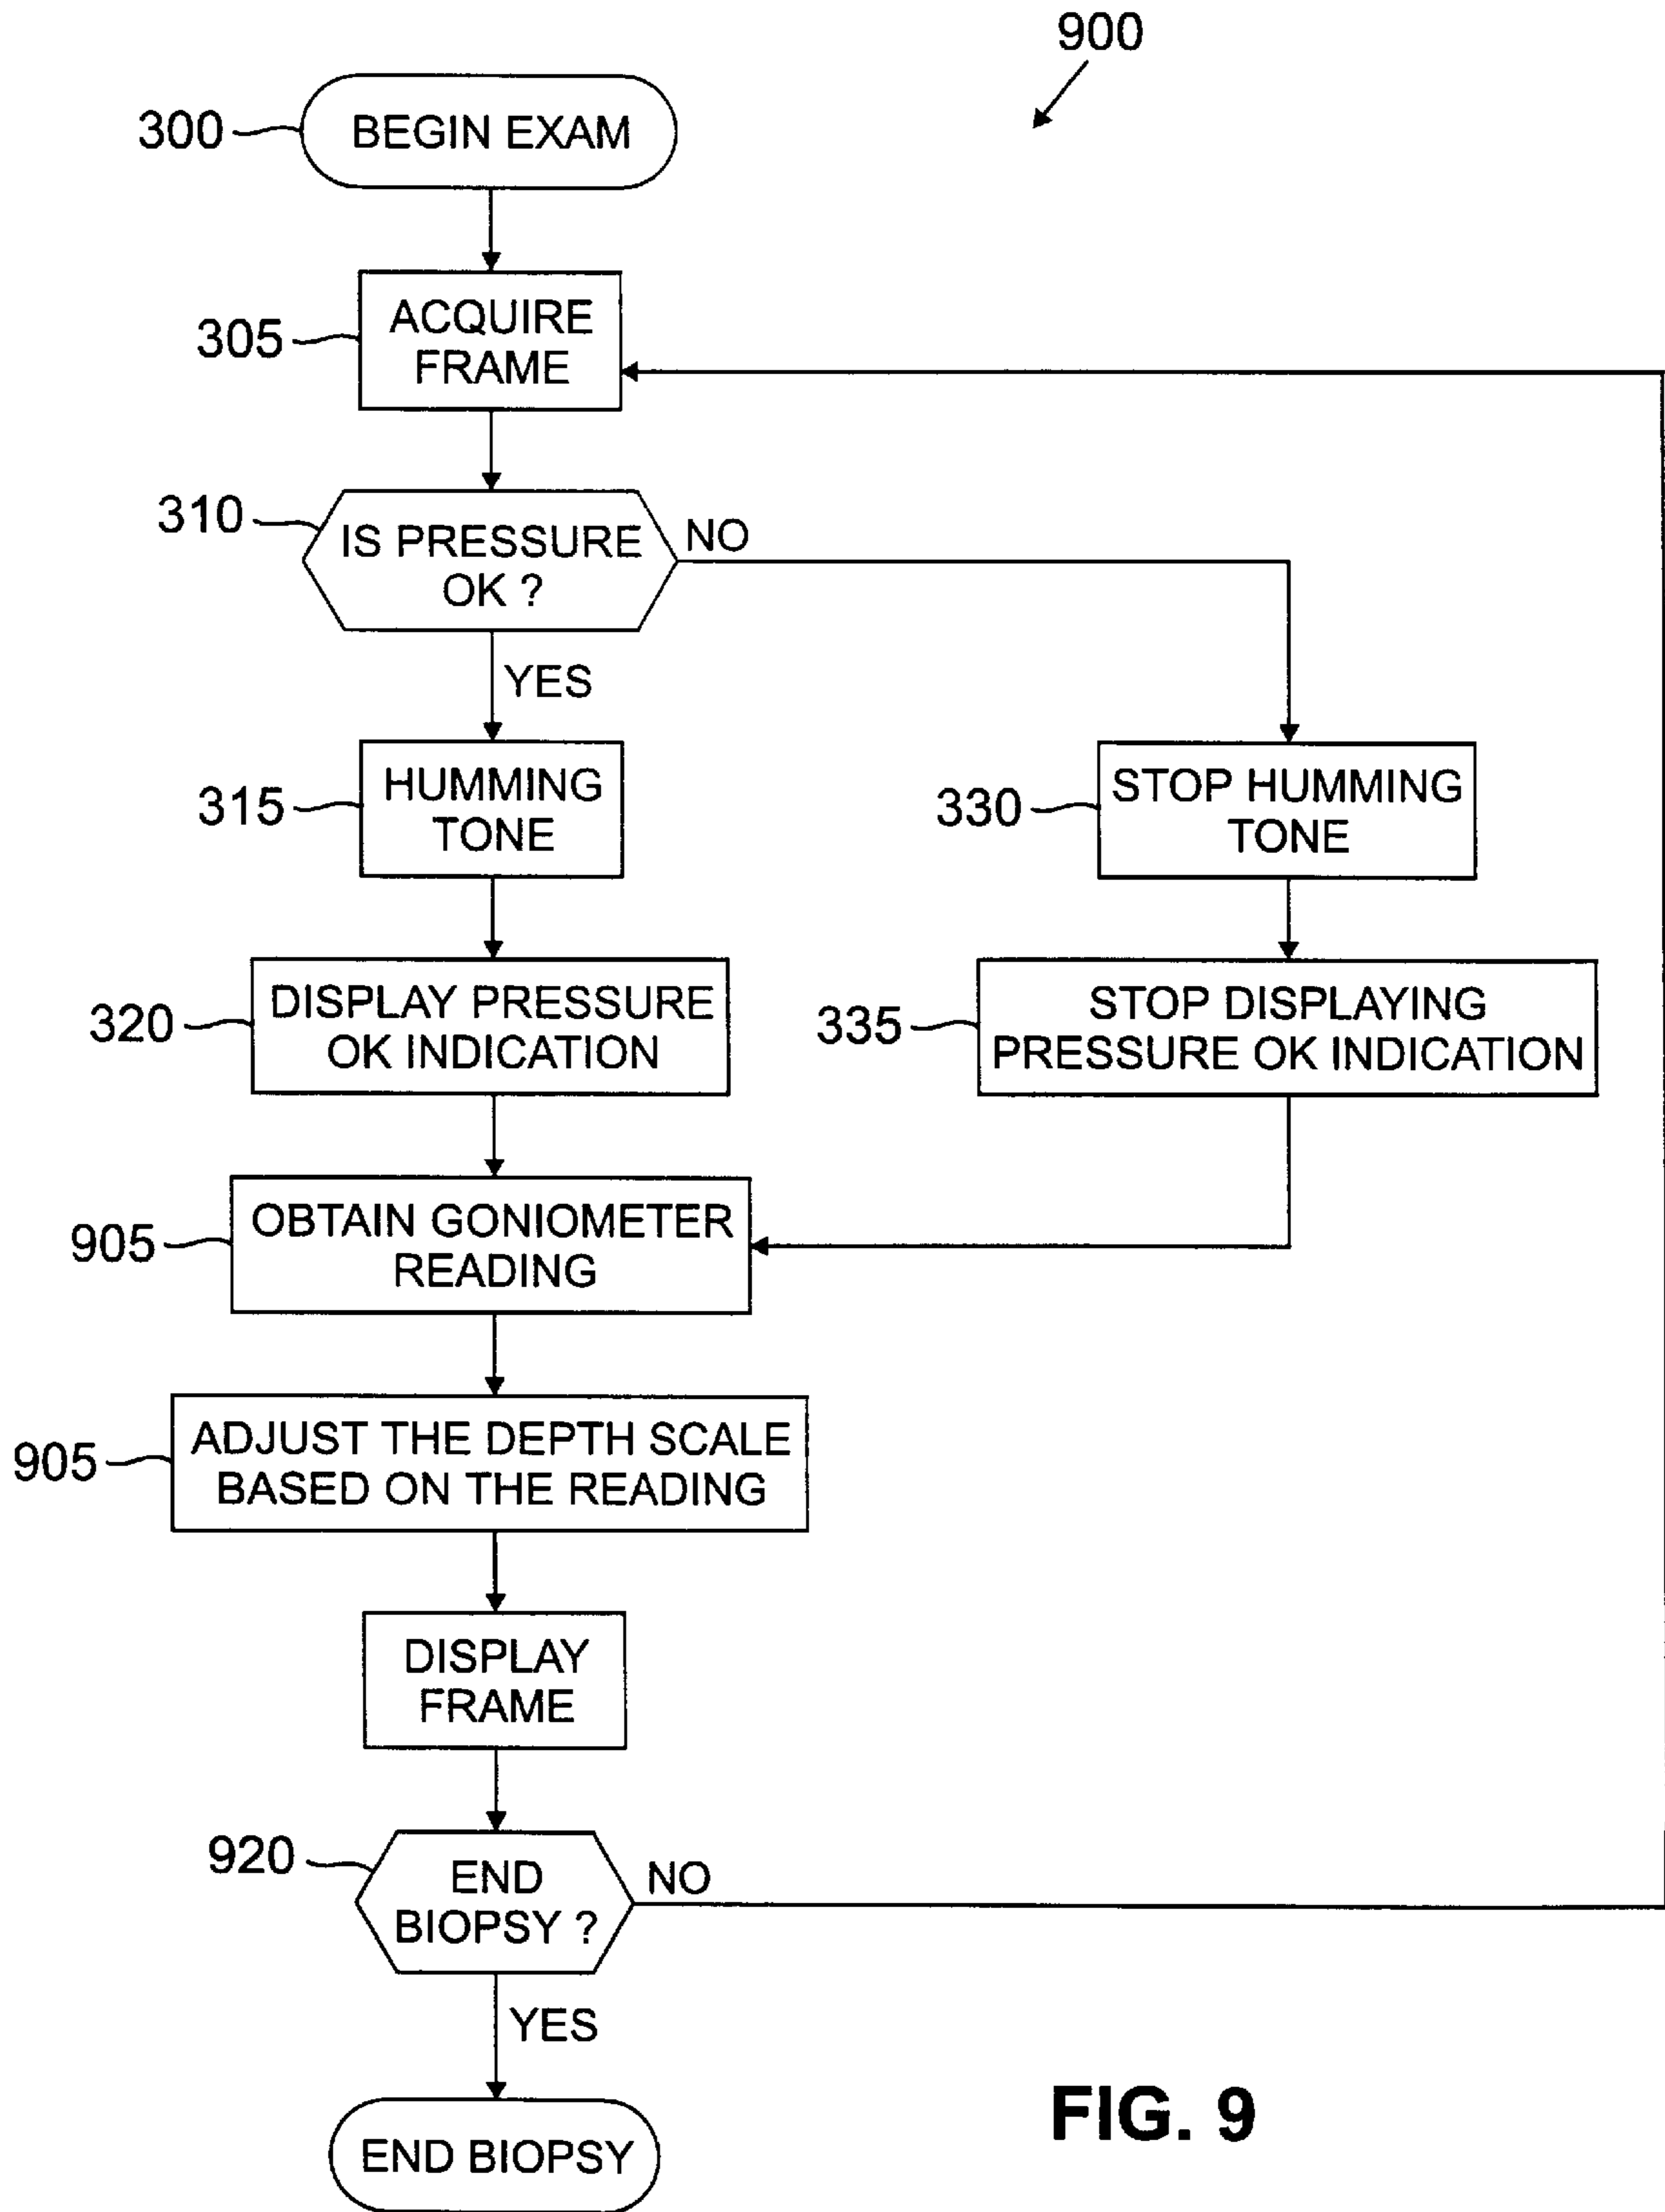 900
300
BEGIN EXAM
305
ACQUIRE
FRAME
310
IS PRESSURE
OK ?
NO
YES
315
HUMMING
TONE
330
STOP HUMMING
TONE
320
DISPLAY PRESSURE
OK INDICATION
335
STOP DISPLAYING
PRESSURE OK INDICATION
905
OBTAIN GONIOMETER
READING
905
ADJUST THE DEPTH SCALE
BASED ON THE READING
DISPLAY
FRAME
920
END
BIOPSY ?
NO
YES
END BIOPSY
FIG. 9